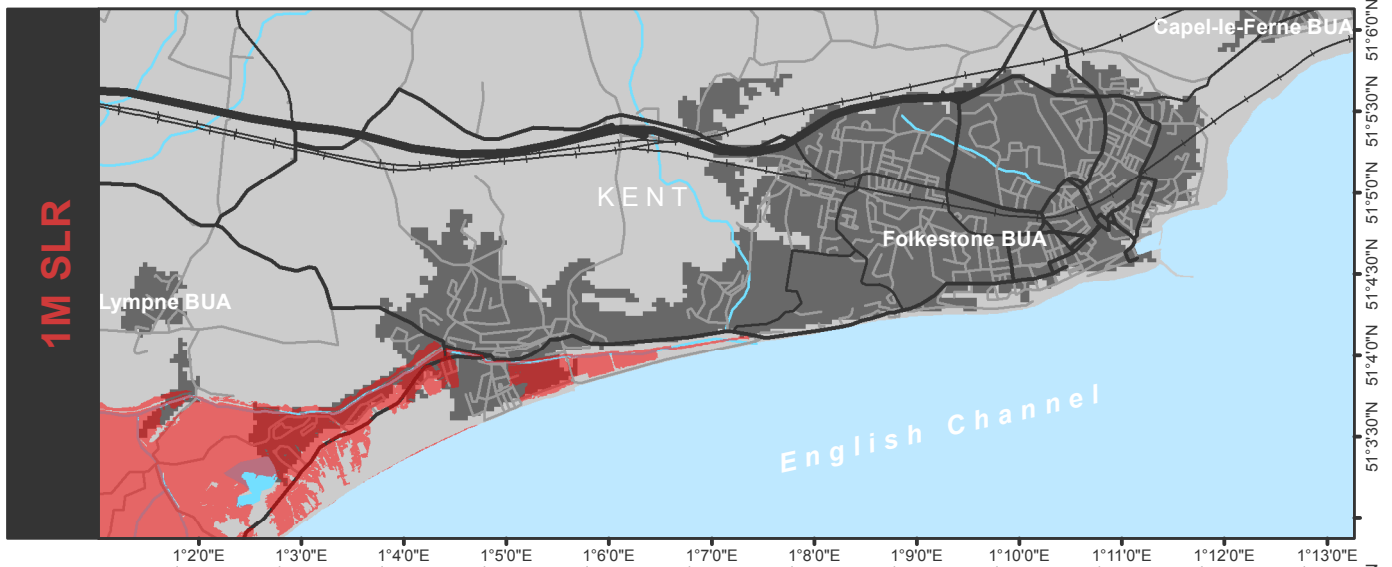 Capel-le-Ferne BUA
KENT
Folkestone BUA
Lympne BUA
English Channel
1M SLR
51°6'0"N
51°5'30"N
51°5'0"N
51°4'30"N
51°4'0"N
51°3'30"N
1°2'0"E
1°3'0"E
1°4'0"E
1°5'0"E
1°6'0"E
1°7'0"E
1°8'0"E
1°9'0"E
1°10'0"E
1°11'0"E
1°12'0"E
1°13'0"E